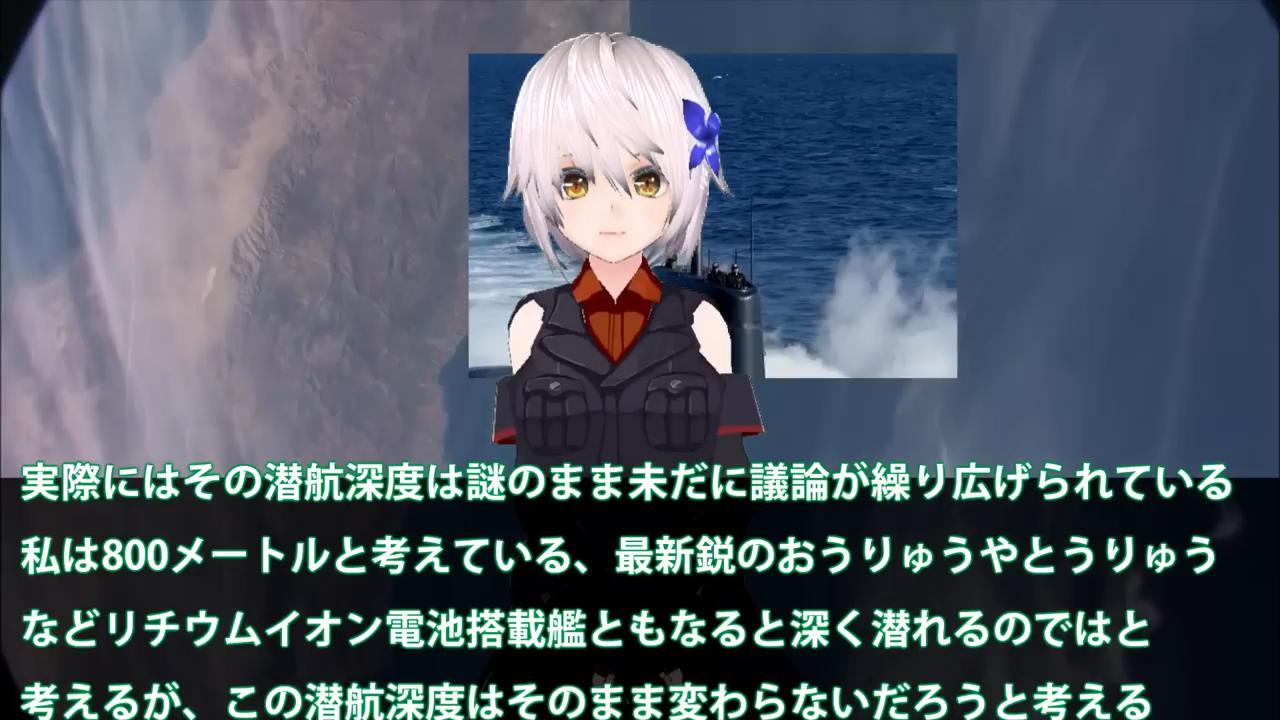 実際にはその潜航深度は謎のまま未だに議論が繰り広げられている
私は800メートルと考えている、最新鋭のおうりゅうやとうりゅう
などリチウムイオン電池搭載艦ともなると深く潜れるのではと
考えるが、この潜航深度はそのまま変わらないだろうと考える